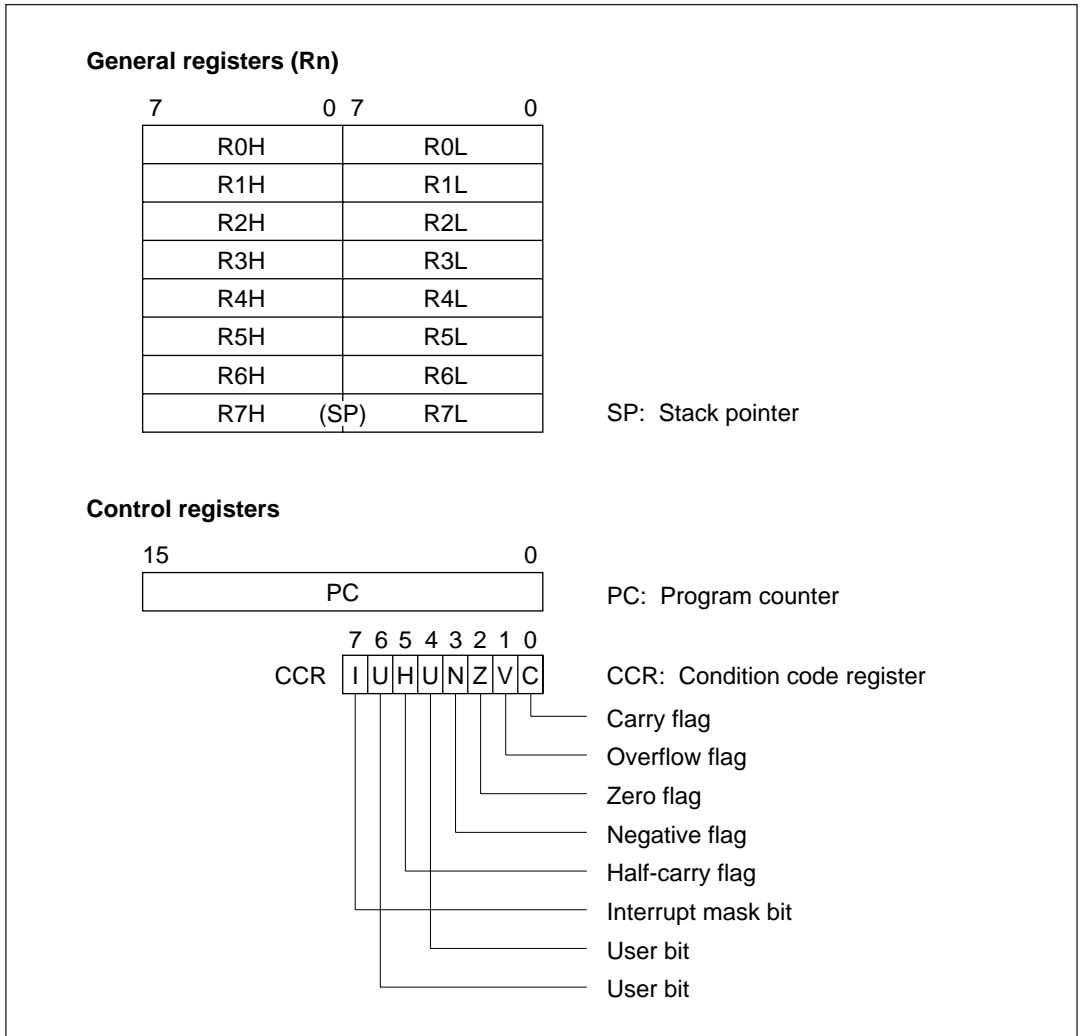 General registers (Rn)
7 0 7 0
R0H R0L
R1H R1L
R2H R2L
R3H R3L
R4H R4L
R5H R5L
R6H R6L
R7H (SP) R7L SP: Stack pointer
Control registers
15 0
PC PC: Program counter
7 6 5 4 3 2 1 0
CCR I U H U N Z V C CCR: Condition code register
Carry flag
Overflow flag
Zero flag
Negative flag
Half-carry flag
Interrupt mask bit
User bit
User bit